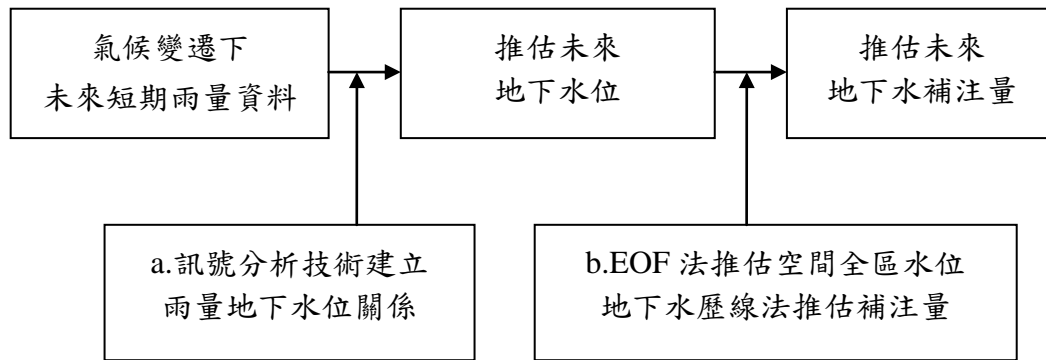 氣候變遷下
未來短期雨量資料
推估未來
地下水位
推估未來
地下水補注量
a.訊號分析技術建立
雨量地下水位關係
b.EOF 法推估空間全區水位
地下水歷線法推估補注量